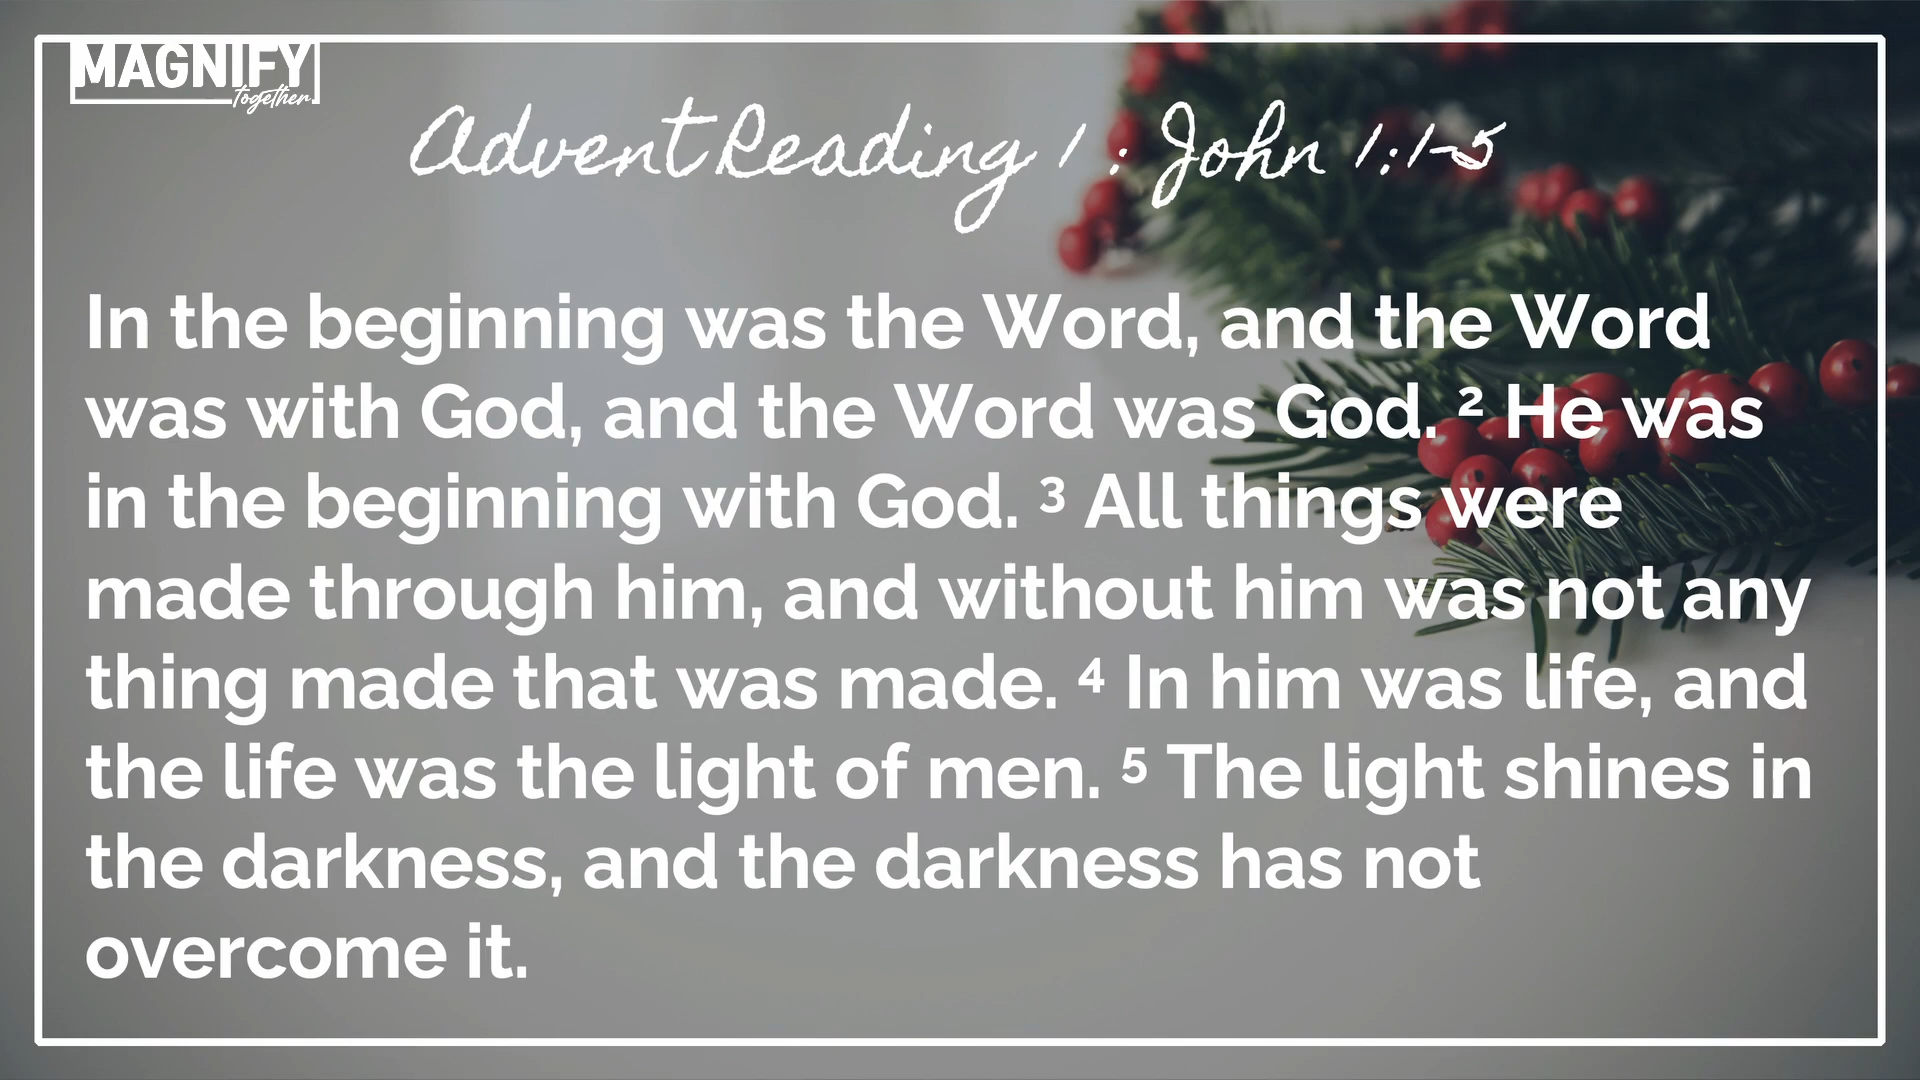 MAGNIFY
together
Advent Reading 1 : John 1:1-5
In the beginning was the Word, and the Word
was with God, and the Word was God. ² He was
in the beginning with God. ³ All things were
made through him, and without him was not any
thing made that was made. ⁴ In him was life, and
the life was the light of men. ⁵ The light shines in
the darkness, and the darkness has not
overcome it.